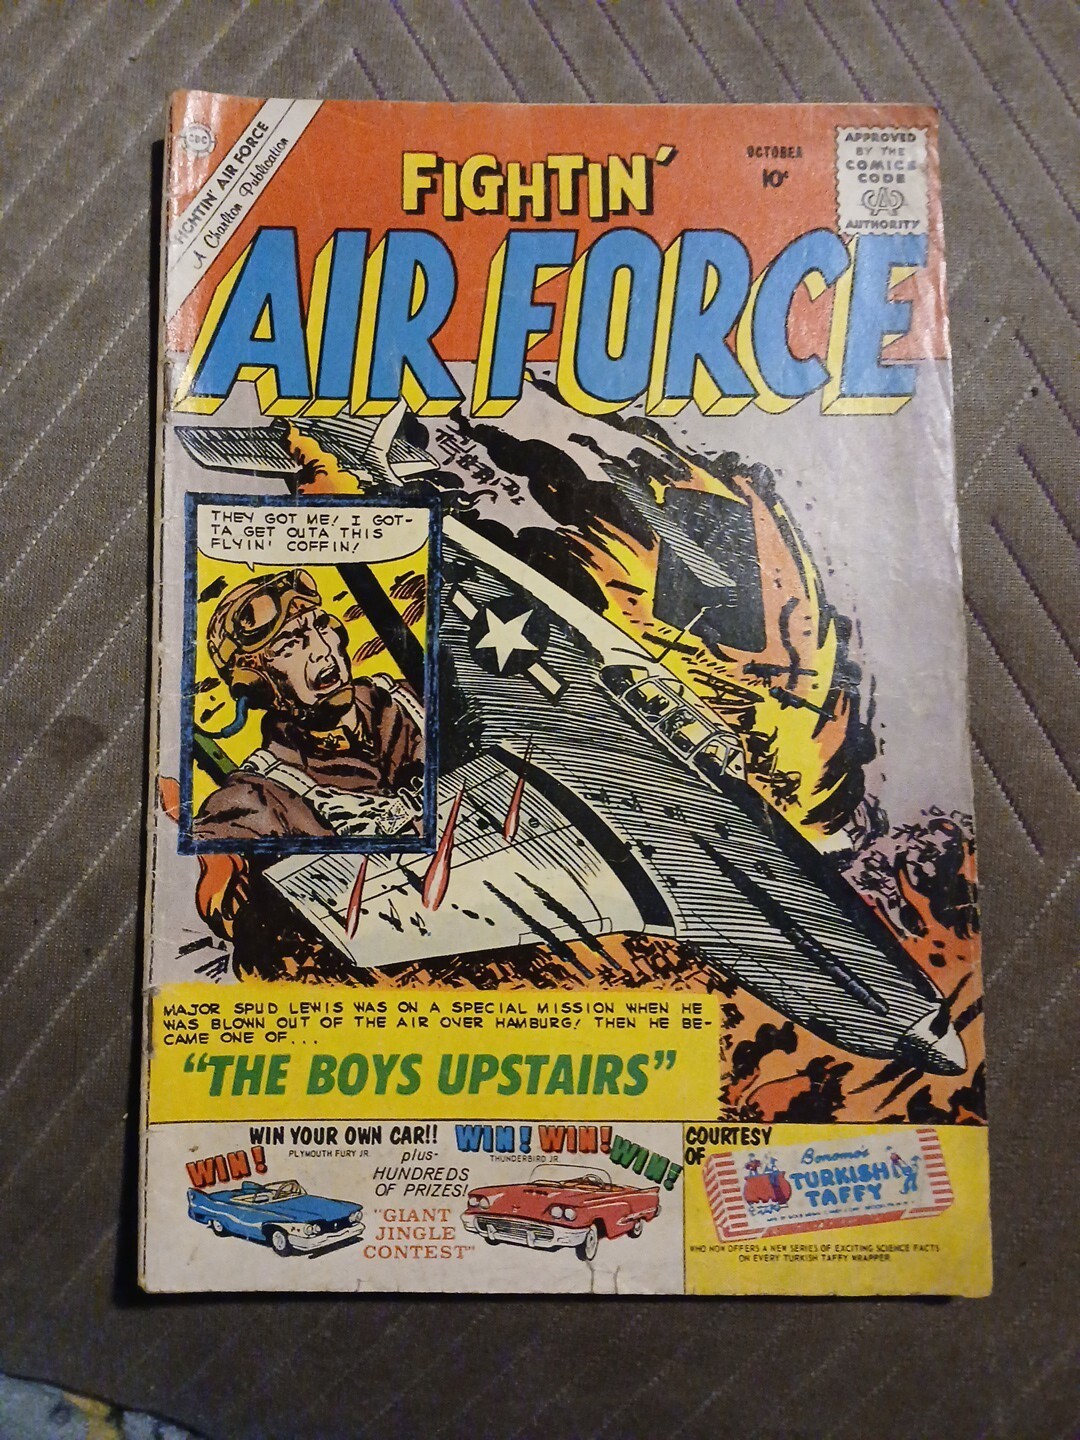 CDC
FIGHTIN' AIR FORCE
A Charlton Publication
FIGHTIN'
AIR FORCE
OCTOBER
10¢
APPROVED
BY THE
COMICS
CODE
CA
AUTHORITY
THEY GOT ME! I GOT-
TA GET OUTA THIS
FLYIN' COFFIN!
MAJOR SPUD LEWIS WAS ON A SPECIAL MISSION WHEN HE
WAS BLOWN OUT OF THE AIR OVER HAMBURG! THEN HE BE-
CAME ONE OF...
"THE BOYS UPSTAIRS"
WIN YOUR OWN CAR!!
WIN!
PLYMOUTH FURY JR.
plus-
HUNDREDS
OF PRIZES!
"GIANT
JINGLE
CONTEST"
WIN! WIN! WIN!
THUNDERBIRD JR.
COURTESY
OF
Bonomo's
TURKISH
TAFFY
WHO NOW OFFERS A NEW SERIES OF EXCITING SCIENCE FACTS
ON EVERY TURKISH TAFFY WRAPPER.